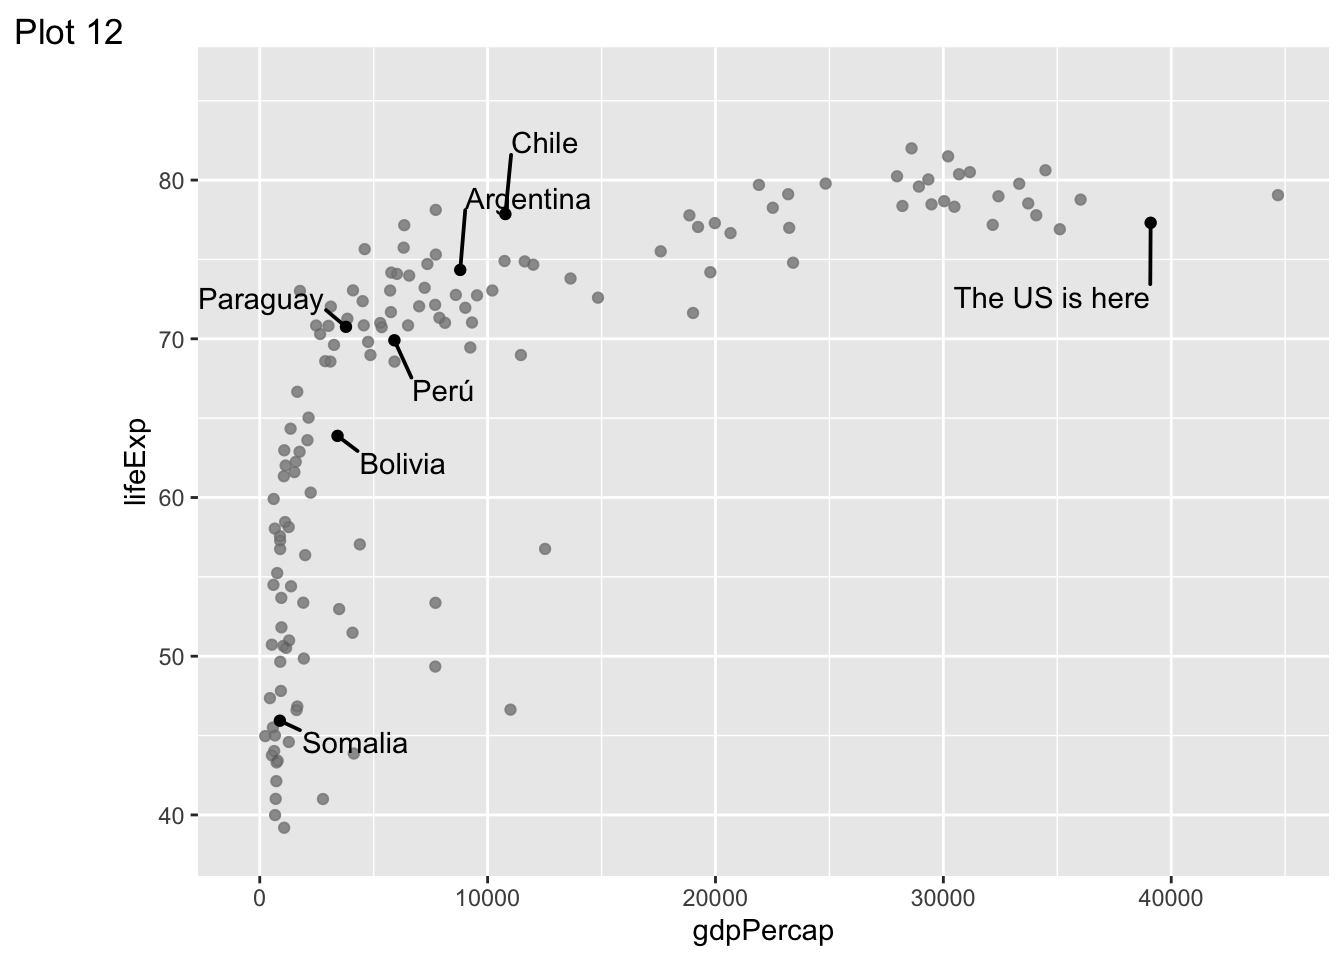 Plot 12
Chile
80
Argentina
Paraguay
The US is here
70
Perú
Bolivia
lifeExp
60
50
Somalia
40
0 10000 20000 30000 40000
gdpPercap